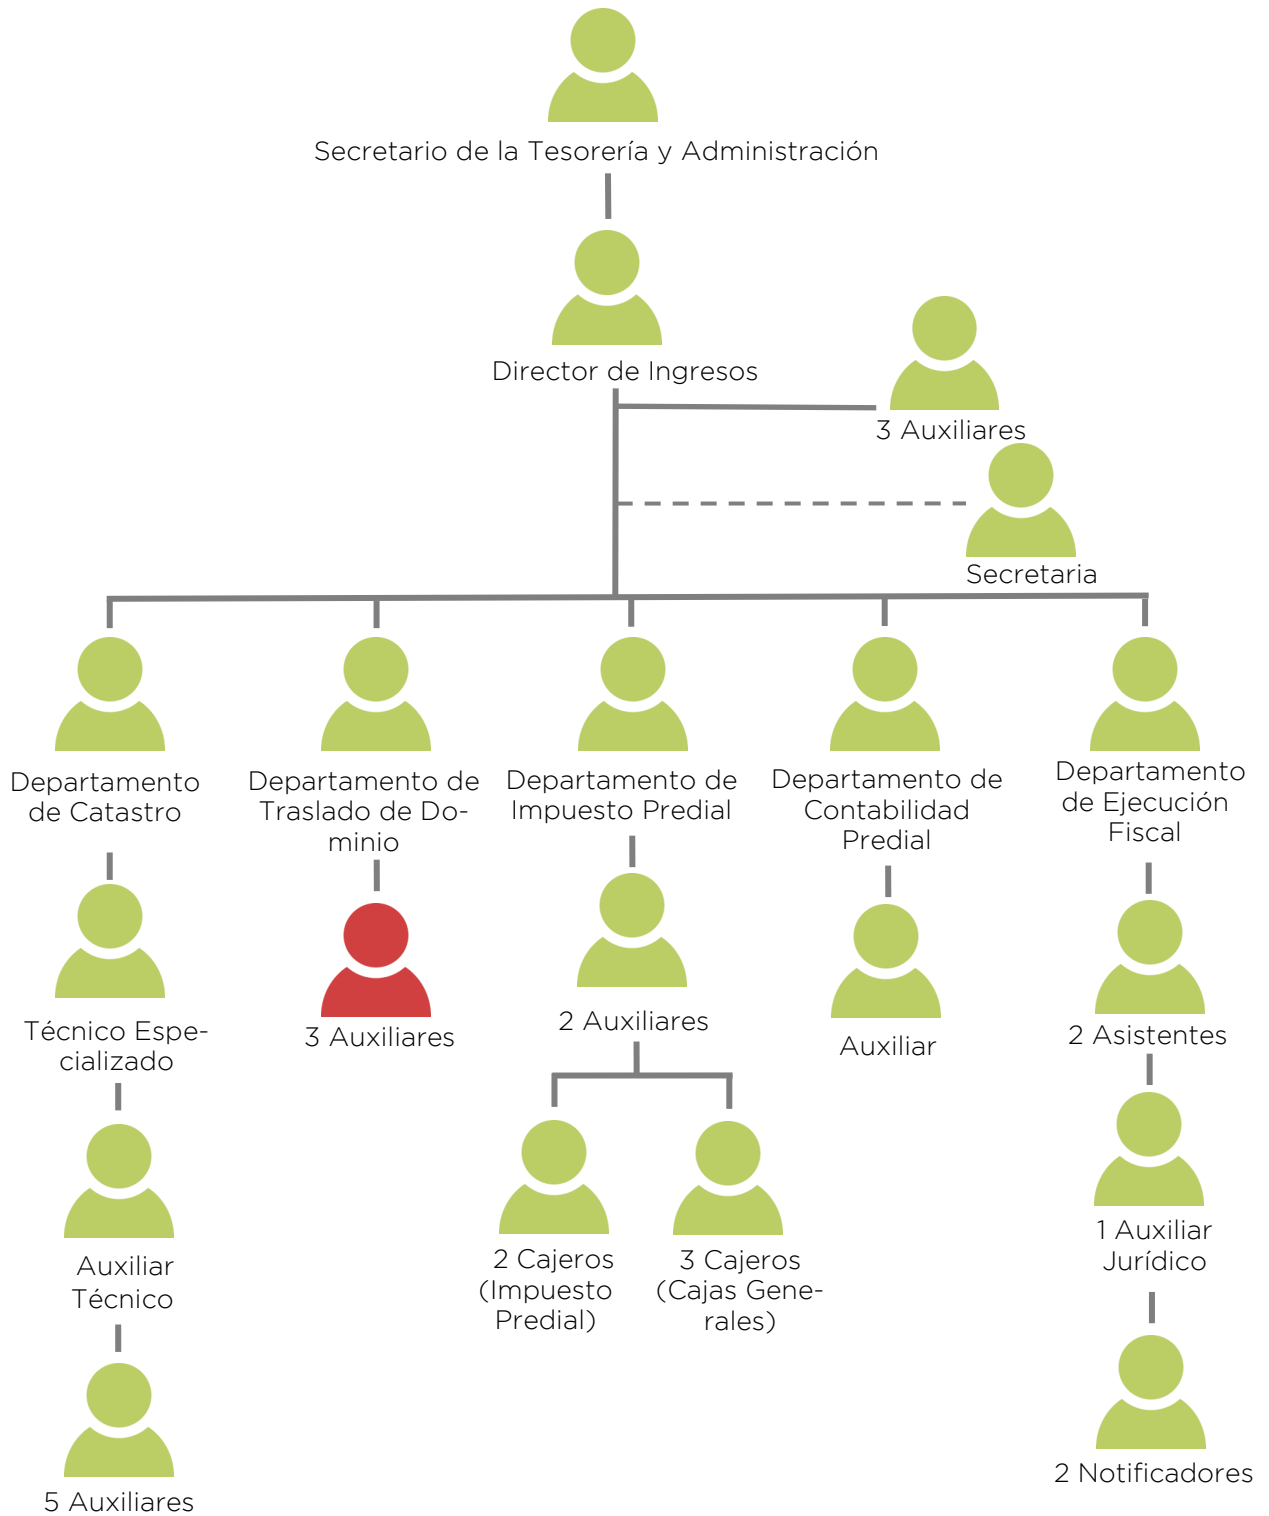 Secretario de la Tesorería y Administración
Director de Ingresos
3 Auxiliares
Secretaria
Departamento
de Catastro
Departamento de
Traslado de Do-
minio
Departamento de
Impuesto Predial
Departamento de
Contabilidad
Predial
Departamento
de Ejecución
Fiscal
Técnico Espe-
cializado
3 Auxiliares
2 Auxiliares
Auxiliar
2 Asistentes
Auxiliar
Técnico
2 Cajeros
(Impuesto
Predial)
3 Cajeros
(Cajas Gene-
rales)
1 Auxiliar
Jurídico
5 Auxiliares
2 Notificadores